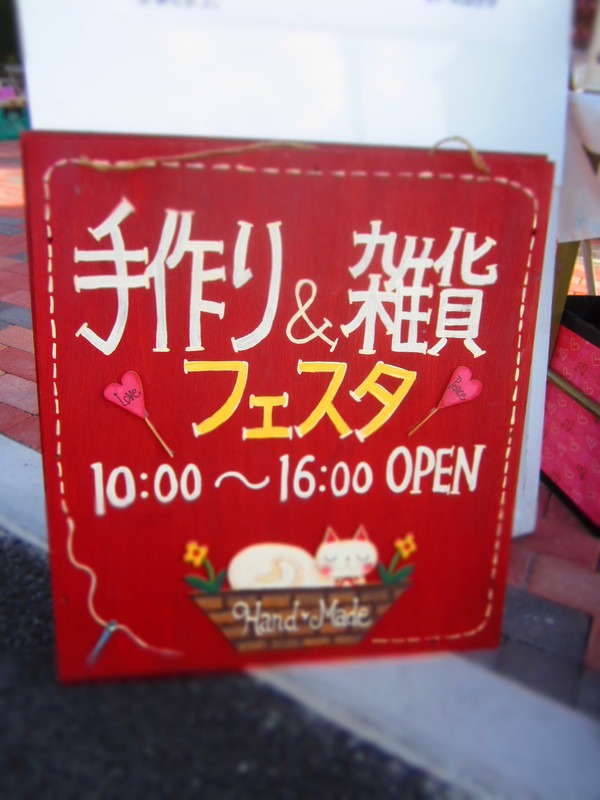 手作り&雑貨
フェスタ
Love
Peace
10:00〜16:00 OPEN
Hand♥Made